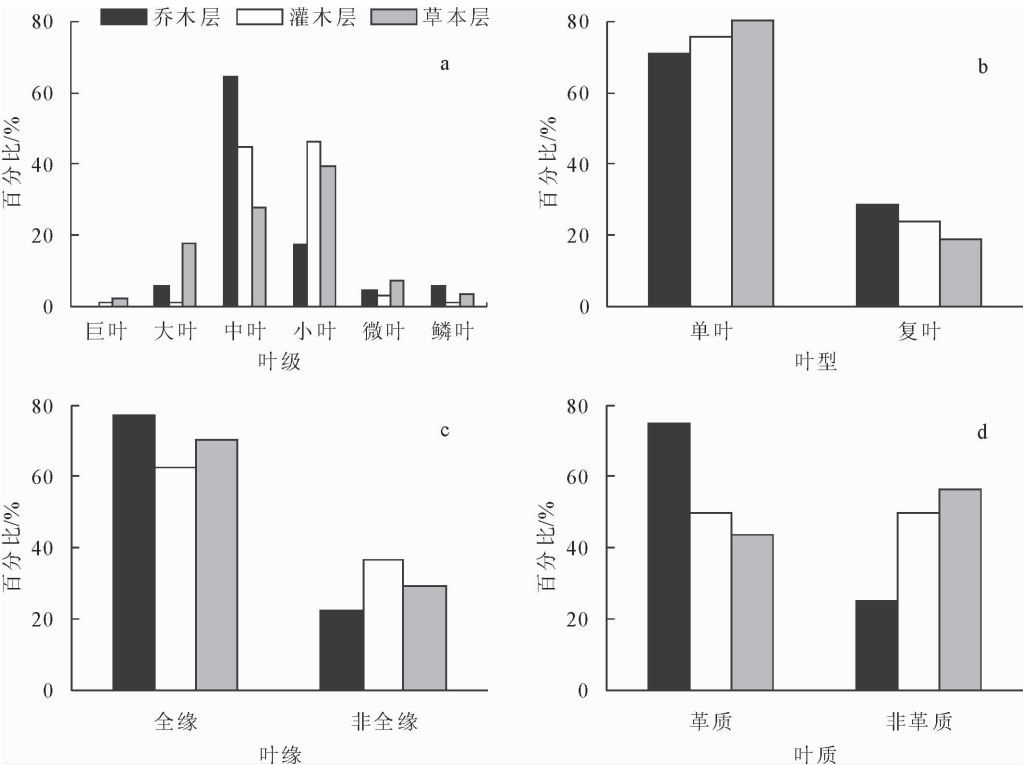 乔木层 灌木层 草本层
a
百分比/%
80
60
40
20
0
巨叶 大叶 中叶 小叶 微叶 鳞叶
叶级
b
百分比/%
80
60
40
20
0
单叶 复叶
叶型
c
百分比/%
80
60
40
20
0
全缘 非全缘
叶缘
d
百分比/%
80
60
40
20
0
革质 非革质
叶质